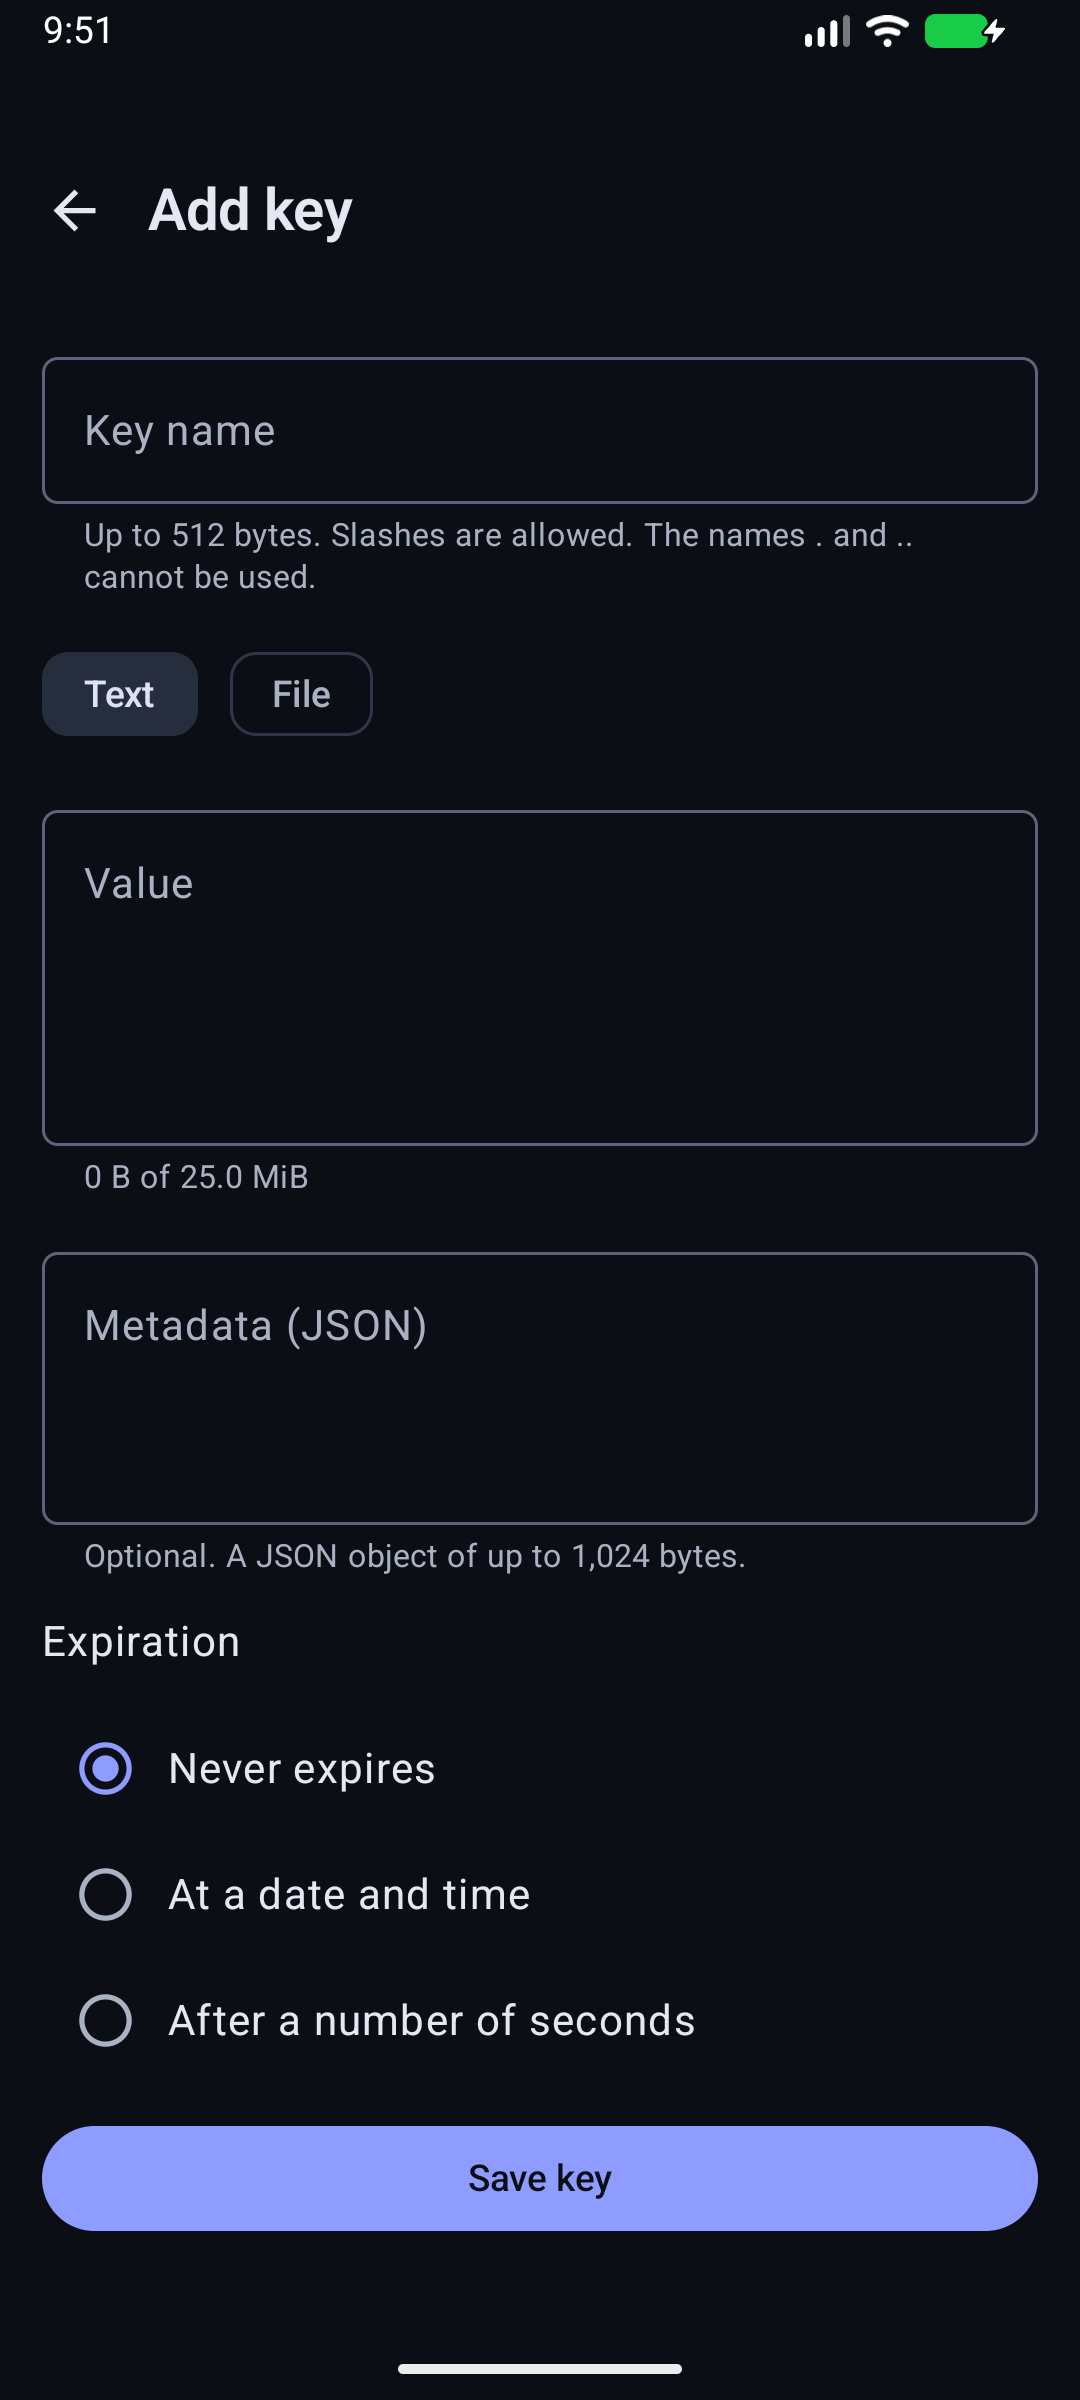 9:51
Add key
Key name
Up to 512 bytes. Slashes are allowed. The names . and ..
cannot be used.
Text
File
Value
0 B of 25.0 MiB
Metadata (JSON)
Optional. A JSON object of up to 1,024 bytes.
Expiration
Never expires
At a date and time
After a number of seconds
Save key